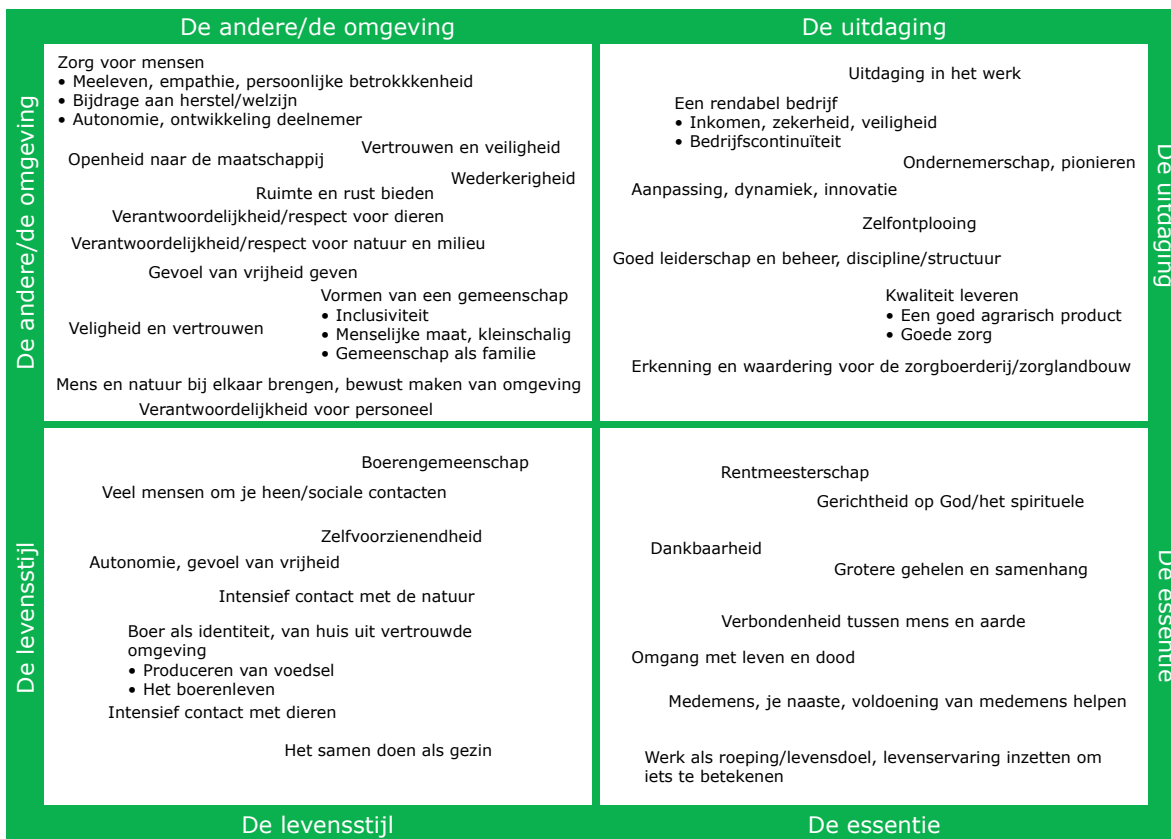 De andere/de omgeving
De uitdaging
De andere/de omgeving
Zorg voor mensen
• Meeleven, empathie, persoonlijke betrokkkenheid
• Bijdrage aan herstel/welzijn
• Autonomie, ontwikkeling deelnemer
Vertrouwen en veiligheid
Openheid naar de maatschappij
Wederkerigheid
Ruimte en rust bieden
Verantwoordelijkheid/respect voor dieren
Verantwoordelijkheid/respect voor natuur en milieu
Gevoel van vrijheid geven
Vormen van een gemeenschap
• Inclusiviteit
• Menselijke maat, kleinschalig
• Gemeenschap als familie
Veligheid en vertrouwen
Mens en natuur bij elkaar brengen, bewust maken van omgeving
Verantwoordelijkheid voor personeel
Uitdaging in het werk
Een rendabel bedrijf
• Inkomen, zekerheid, veiligheid
• Bedrijfscontinuïteit
Ondernemerschap, pionieren
Aanpassing, dynamiek, innovatie
Zelfontplooing
Goed leiderschap en beheer, discipline/structuur
Kwaliteit leveren
• Een goed agrarisch product
• Goede zorg
Erkenning en waardering voor de zorgboerderij/zorglandbouw
De uitdaging
De levensstijl
Boerengemeenschap
Veel mensen om je heen/sociale contacten
Zelfvoorzienendheid
Autonomie, gevoel van vrijheid
Intensief contact met de natuur
Boer als identiteit, van huis uit vertrouwde
omgeving
• Produceren van voedsel
• Het boerenleven
Intensief contact met dieren
Het samen doen als gezin
Rentmeesterschap
Gerichtheid op God/het spirituele
Dankbaarheid
Grotere gehelen en samenhang
Verbondenheid tussen mens en aarde
Omgang met leven en dood
Medemens, je naaste, voldoening van medemens helpen
Werk als roeping/levensdoel, levenservaring inzetten om
iets te betekenen
De essentie
De levensstijl
De essentie